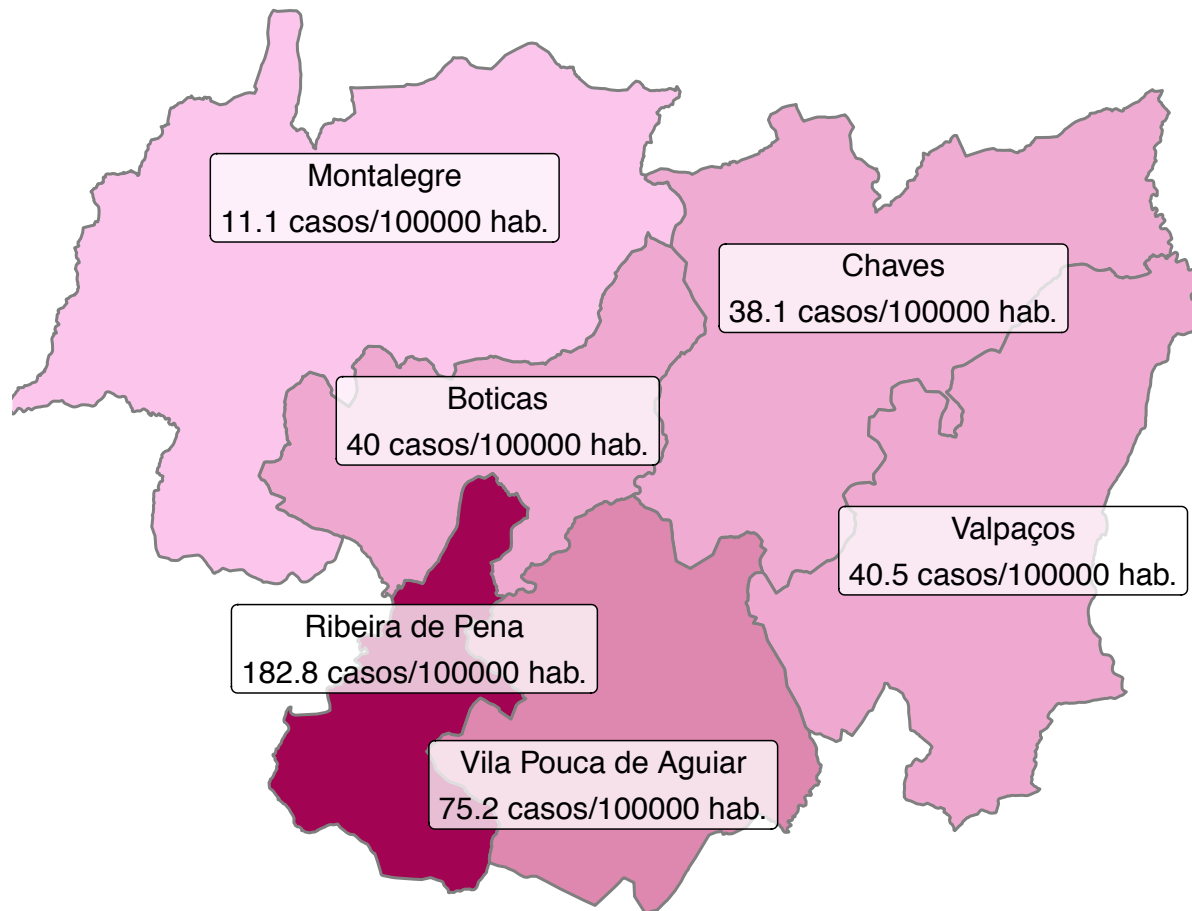 Montalegre
11.1 casos/100000 hab.
Chaves
38.1 casos/100000 hab.
Boticas
40 casos/100000 hab.
Valpaços
40.5 casos/100000 hab.
Ribeira de Pena
182.8 casos/100000 hab.
Vila Pouca de Aguiar
75.2 casos/100000 hab.